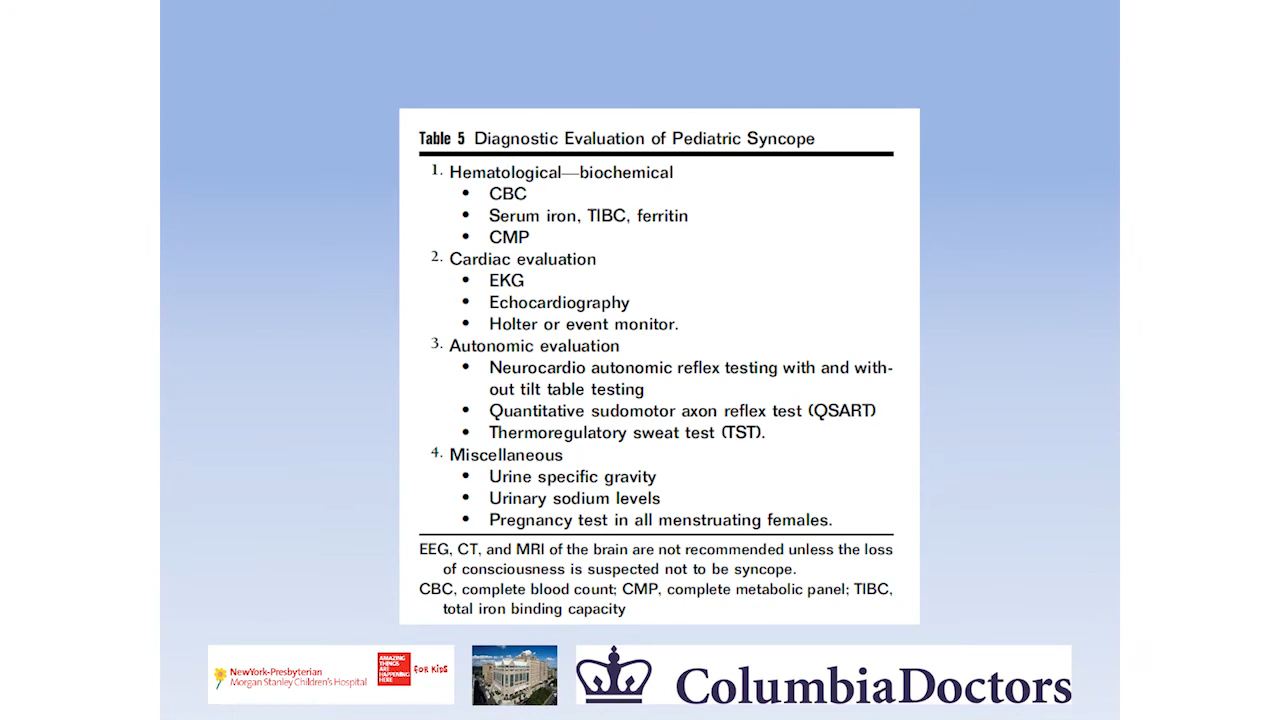 Table 5 Diagnostic Evaluation of Pediatric Syncope
1. Hematological—biochemical
• CBC
• Serum iron, TIBC, ferritin
• CMP
2. Cardiac evaluation
• EKG
• Echocardiography
• Holter or event monitor.
3. Autonomic evaluation
• Neurocardio autonomic reflex testing with and with-
out tilt table testing
• Quantitative sudomotor axon reflex test (QSART)
• Thermoregulatory sweat test (TST).
4. Miscellaneous
• Urine specific gravity
• Urinary sodium levels
• Pregnancy test in all menstruating females.
EEG, CT, and MRI of the brain are not recommended unless the loss
of consciousness is suspected not to be syncope.
CBC, complete blood count; CMP, complete metabolic panel; TIBC,
total iron binding capacity
NewYork-Presbyterian
Morgan Stanley Children's Hospital
AMAZING
THINGS
ARE
HAPPENING
HERE
FOR KIDS
ColumbiaDoctors